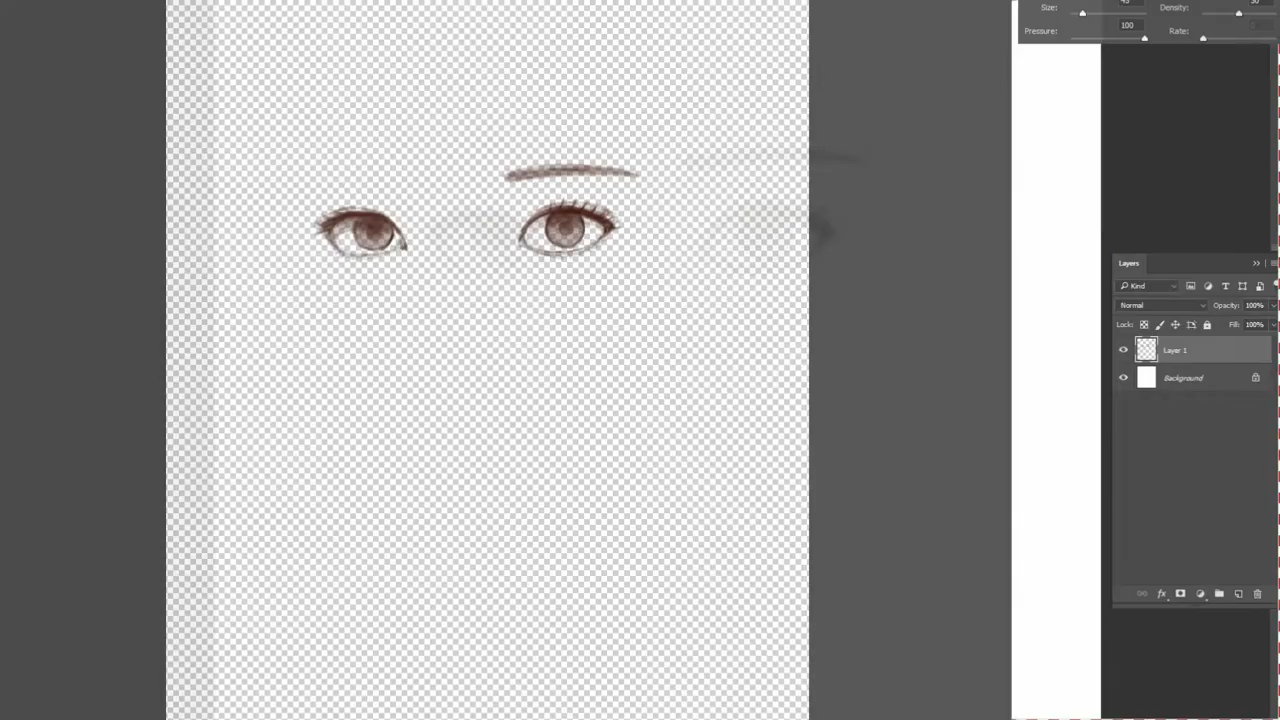 Size:
Density:
Pressure: 100 Rate:
Layers
Kind
Normal Opacity: 100%
Lock: Fill: 100%
Layer 1
Background